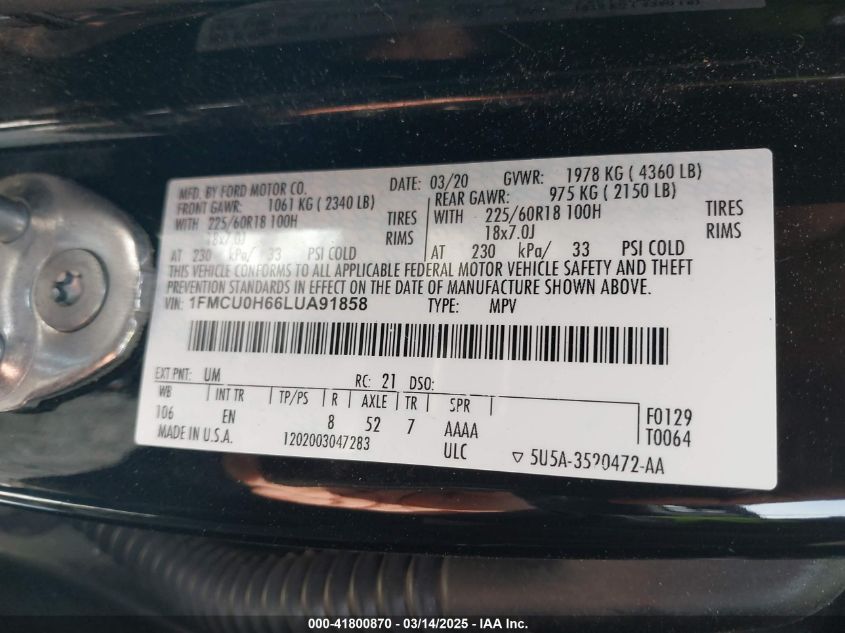 MFD. BY FORD MOTOR CO.
DATE: 03/20 GVWR: 1978 KG ( 4360 LB)
FRONT GAWR: 1061 KG ( 2340 LB)
REAR GAWR: 975 KG ( 2150 LB)
WITH 225/60R18 100H TIRES
WITH 225/60R18 100H TIRES
18x7.0J RIMS
18x7.0J RIMS
AT 230 kPa/ 33 PSI COLD
AT 230 kPa/ 33 PSI COLD
THIS VEHICLE CONFORMS TO ALL APPLICABLE FEDERAL MOTOR VEHICLE SAFETY AND THEFT
PREVENTION STANDARDS IN EFFECT ON THE DATE OF MANUFACTURE SHOWN ABOVE.
VIN: 1FMCU0H66LUA91858 TYPE: MPV
EXT PNT: UM RC: 21 DSO:
WB INT TR TP/PS R AXLE TR SPR
106 EN 8 52 7 AAAA
F0129
T0064
MADE IN U.S.A. 1202003047283 ULC
▽ 5U5A-3520472-AA
000-41800870 - 03/14/2025 - IAA Inc.